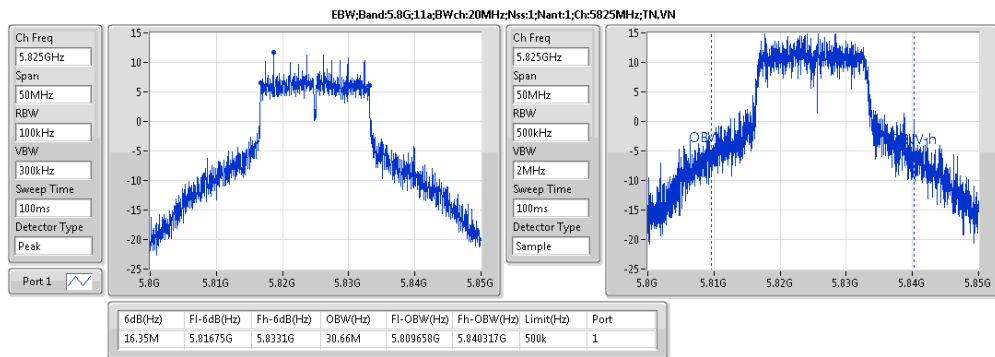 EBW;Band:5.8G;11a;BWch:20MHz;Nss:1;Nant:1;Ch:5825MHz;TN,VN
Ch Freq
5.825GHz
Span
50MHz
RBW
100kHz
VBW
300kHz
Sweep Time
100ms
Detector Type
Peak
Port 1
15
10
5
0
-5
-10
-15
-20
-25
5.8G 5.81G 5.82G 5.83G 5.84G 5.85G
Ch Freq
5.825GHz
Span
50MHz
RBW
500kHz
VBW
2MHz
Sweep Time
100ms
Detector Type
Sample
15
10
5
0
-5
-10
-15
-20
-25
5.8G 5.81G 5.82G 5.83G 5.84G 5.85G
6dB(Hz) Fl-6dB(Hz) Fh-6dB(Hz) OBW(Hz) Fl-OBW(Hz) Fh-OBW(Hz) Limit(Hz) Port
16.35M 5.81675G 5.8331G 30.66M 5.809658G 5.840317G 500k 1